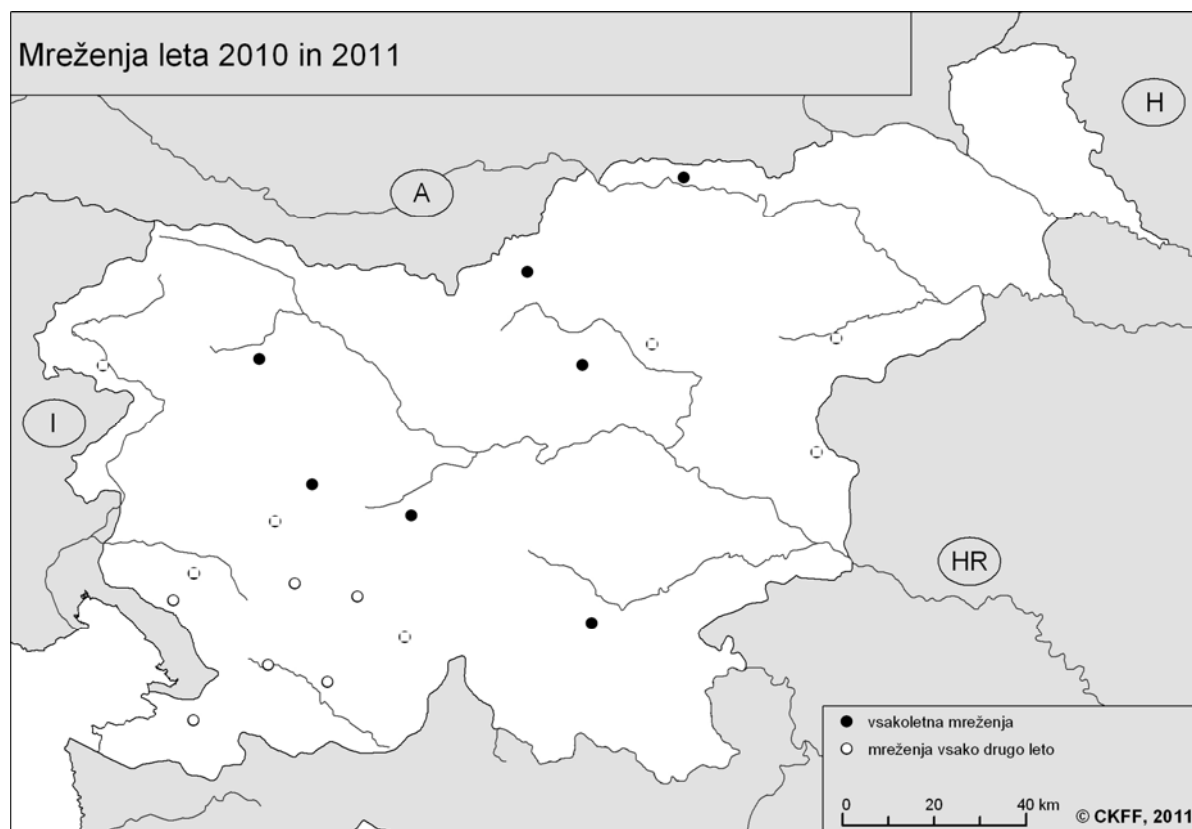 Mreženja leta 2010 in 2011
H
A
I
HR
vsakoletna mreženja
mreženja vsako drugo leto
0 20 40 km
© CKFF, 2011